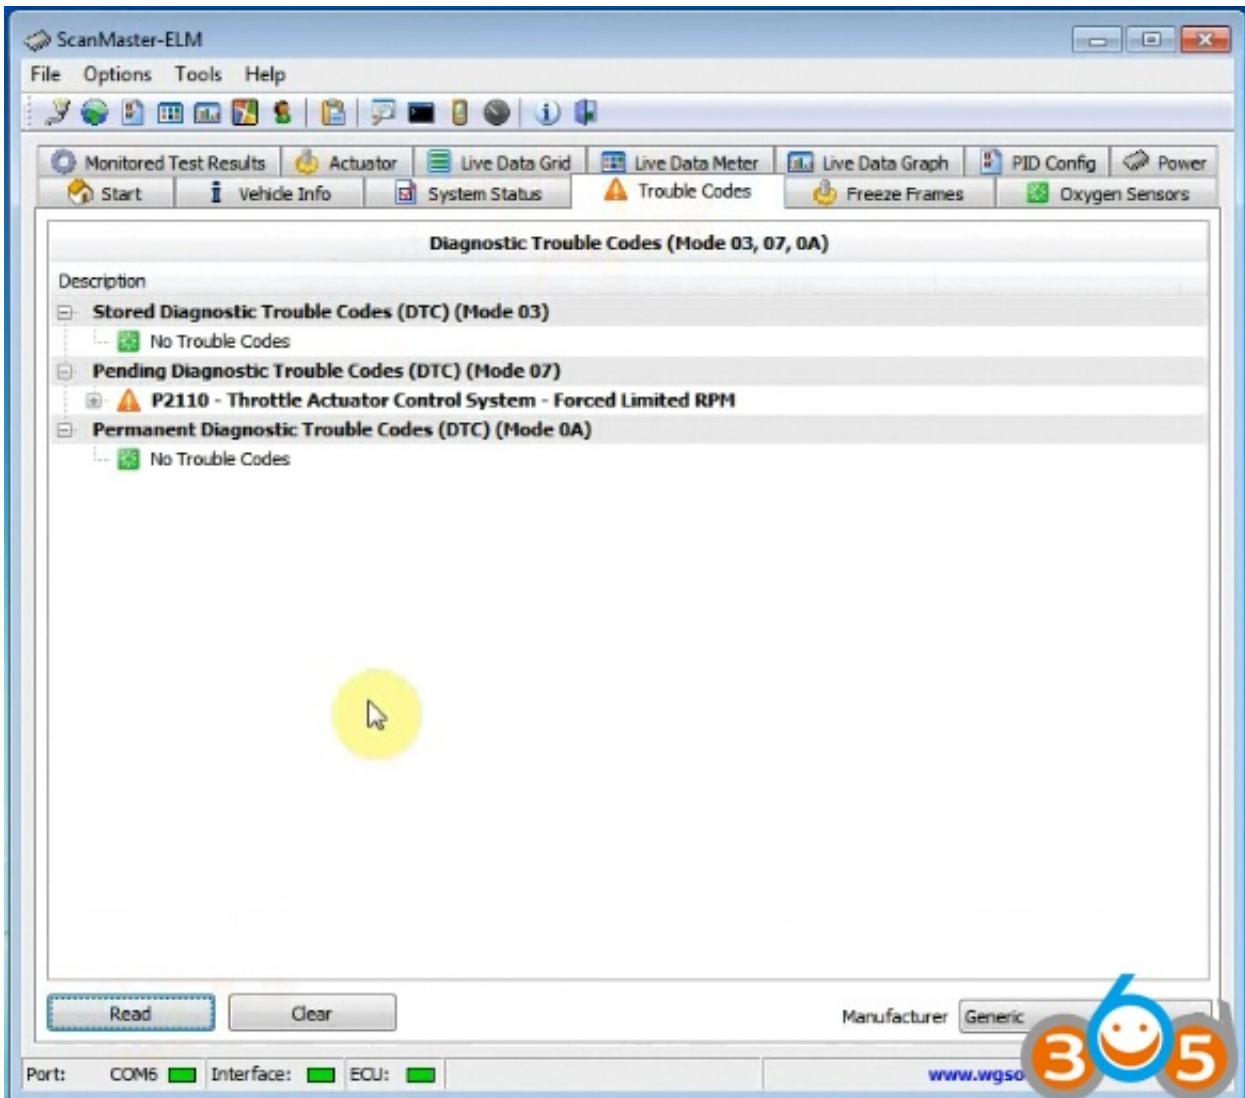 ScanMaster-ELM
File Options Tools Help
Monitored Test Results Actuator Live Data Grid Live Data Meter Live Data Graph PID Config Power
Start Vehicle Info System Status Trouble Codes Freeze Frames Oxygen Sensors
Diagnostic Trouble Codes (Mode 03, 07, 0A)
Description
Stored Diagnostic Trouble Codes (DTC) (Mode 03)
No Trouble Codes
Pending Diagnostic Trouble Codes (DTC) (Mode 07)
P2110 - Throttle Actuator Control System - Forced Limited RPM
Permanent Diagnostic Trouble Codes (DTC) (Mode 0A)
No Trouble Codes
Read Clear Manufacturer Generic
Port: COM6 Interface: ECU: www.wgso
365